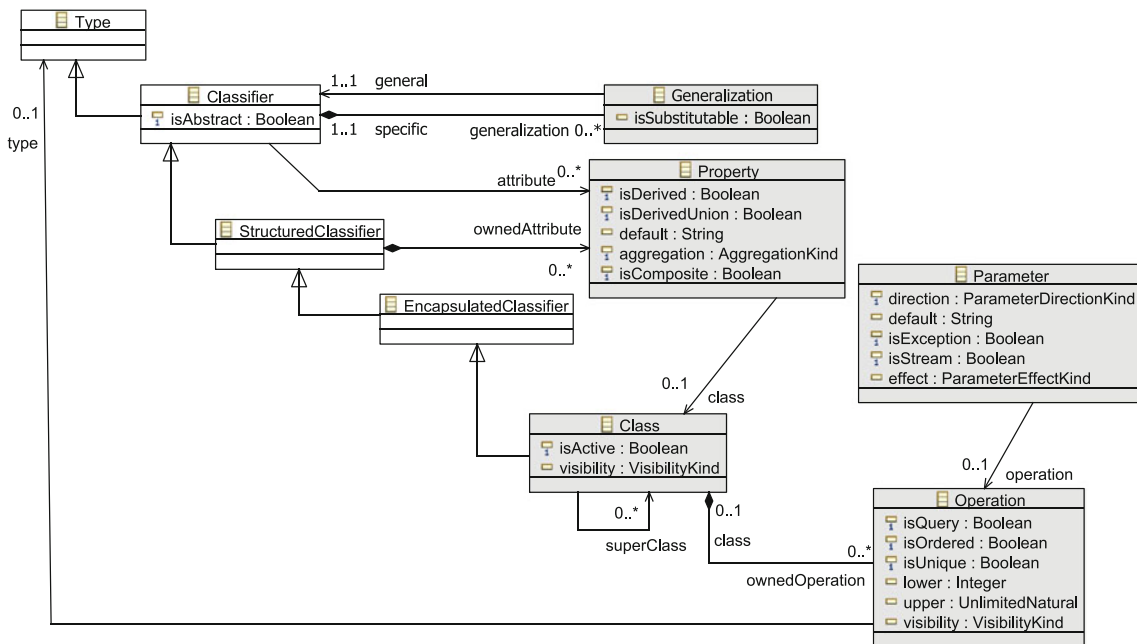 Type
0..1
type
Classifier
isAbstract : Boolean
1..1 general
1..1 specific
generalization 0..*
Generalization
isSubstitutable : Boolean
attribute
0..*
Property
isDerived : Boolean
isDerivedUnion : Boolean
default : String
aggregation : AggregationKind
isComposite : Boolean
StructuredClassifier
ownedAttribute
0..*
EncapsulatedClassifier
Parameter
direction : ParameterDirectionKind
default : String
isException : Boolean
isStream : Boolean
effect : ParameterEffectKind
0..1
class
Class
isActive : Boolean
visibility : VisibilityKind
0..*
superClass
0..1
class
0..1
operation
Operation
isQuery : Boolean
isOrdered : Boolean
isUnique : Boolean
lower : Integer
upper : UnlimitedNatural
visibility : VisibilityKind
0..*
ownedOperation